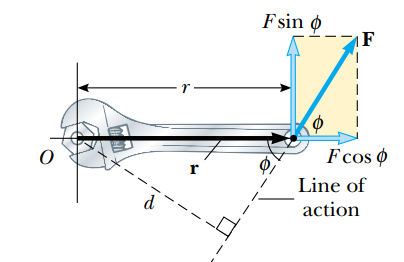 F sin ϕ
F
r
ϕ
O
r
ϕ
F cos ϕ
d
Line of
action